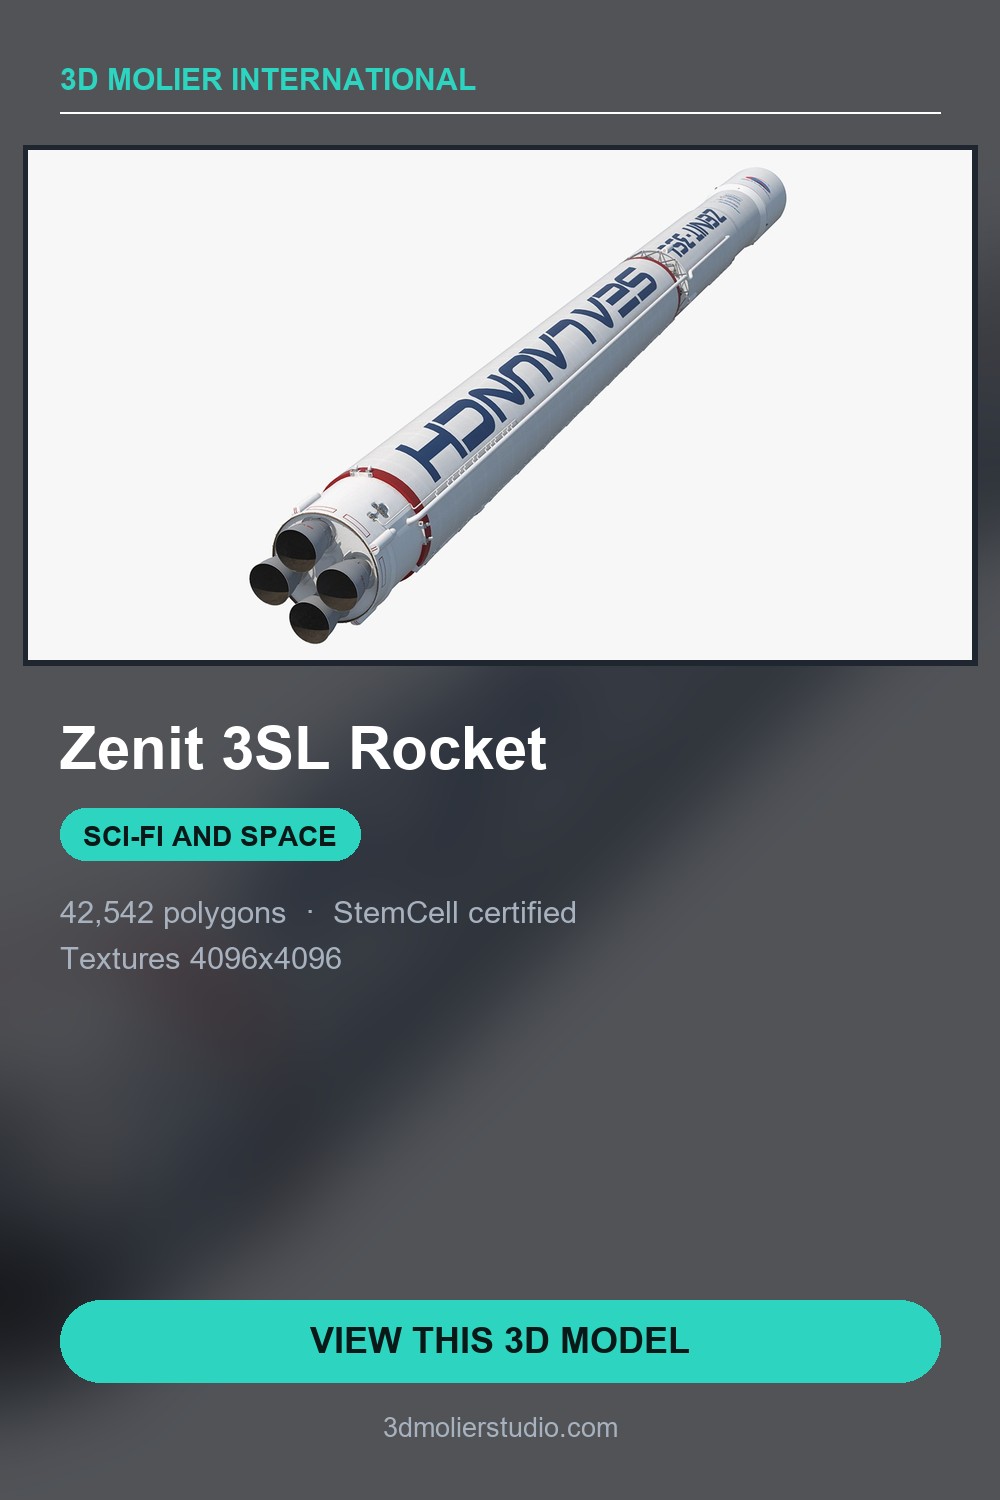 3D MOLIER INTERNATIONAL
ZENIT-3SL
SEA LAUNCH
Zenit 3SL Rocket
SCI-FI AND SPACE
42,542 polygons · StemCell certified
Textures 4096x4096
VIEW THIS 3D MODEL
3dmolierstudio.com